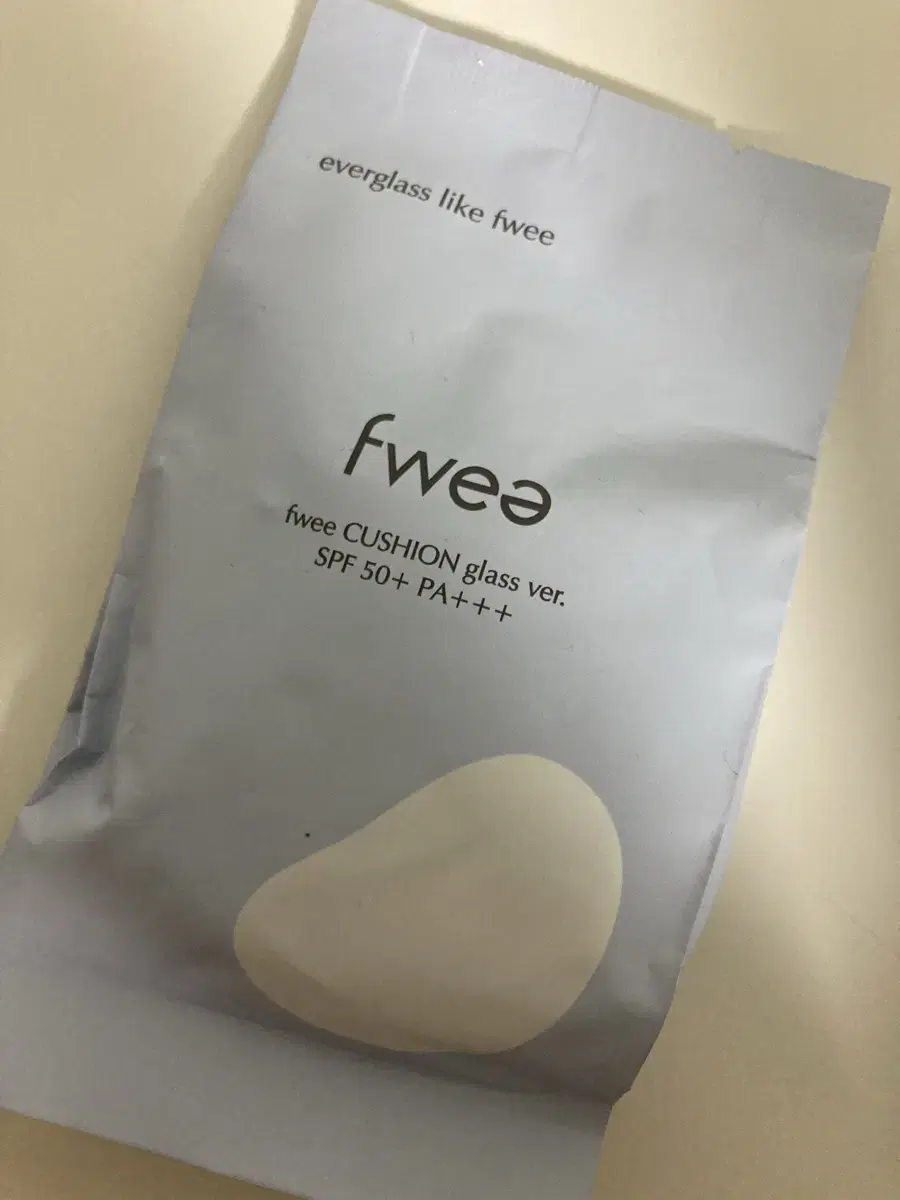 everglass like fwee
fwee
fwee CUSHION glass ver.
SPF 50+ PA+++